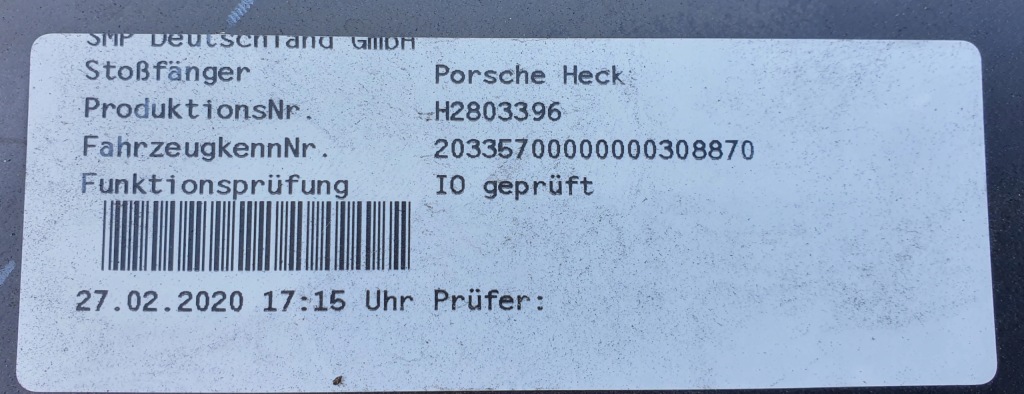 SMP Deutschland GmbH
Stoßfänger Porsche Heck
ProduktionsNr. H2803396
FahrzeugkennNr. 20335700000000308870
Funktionsprüfung IO geprüft
27.02.2020 17:15 Uhr Prüfer: